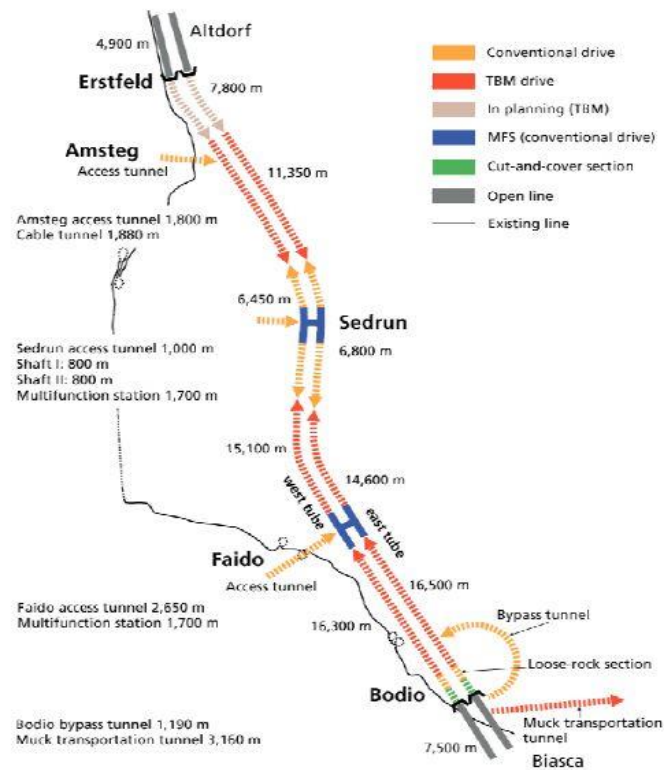 4,900 m
Altdorf
Erstfeld
7,800 m
Conventional drive
TBM drive
In planning (TBM)
MFS (conventional drive)
Cut-and-cover section
Open line
Existing line
Amsteg
Access tunnel
11,350 m
Amsteg access tunnel 1,800 m
Cable tunnel 1,880 m
6,450 m
Sedrun
6,800 m
Sedrun access tunnel 1,000 m
Shaft I: 800 m
Shaft II: 800 m
Multifunction station 1,700 m
15,100 m
14,600 m
west tube
east tube
Faido
Access tunnel
16,500 m
Bypass tunnel
Faido access tunnel 2,650 m
Multifunction station 1,700 m
16,300 m
Loose-rock section
Bodio
Bodio bypass tunnel 1,190 m
Muck transportation tunnel 3,160 m
7,500 m
Muck transportation
tunnel
Biasca